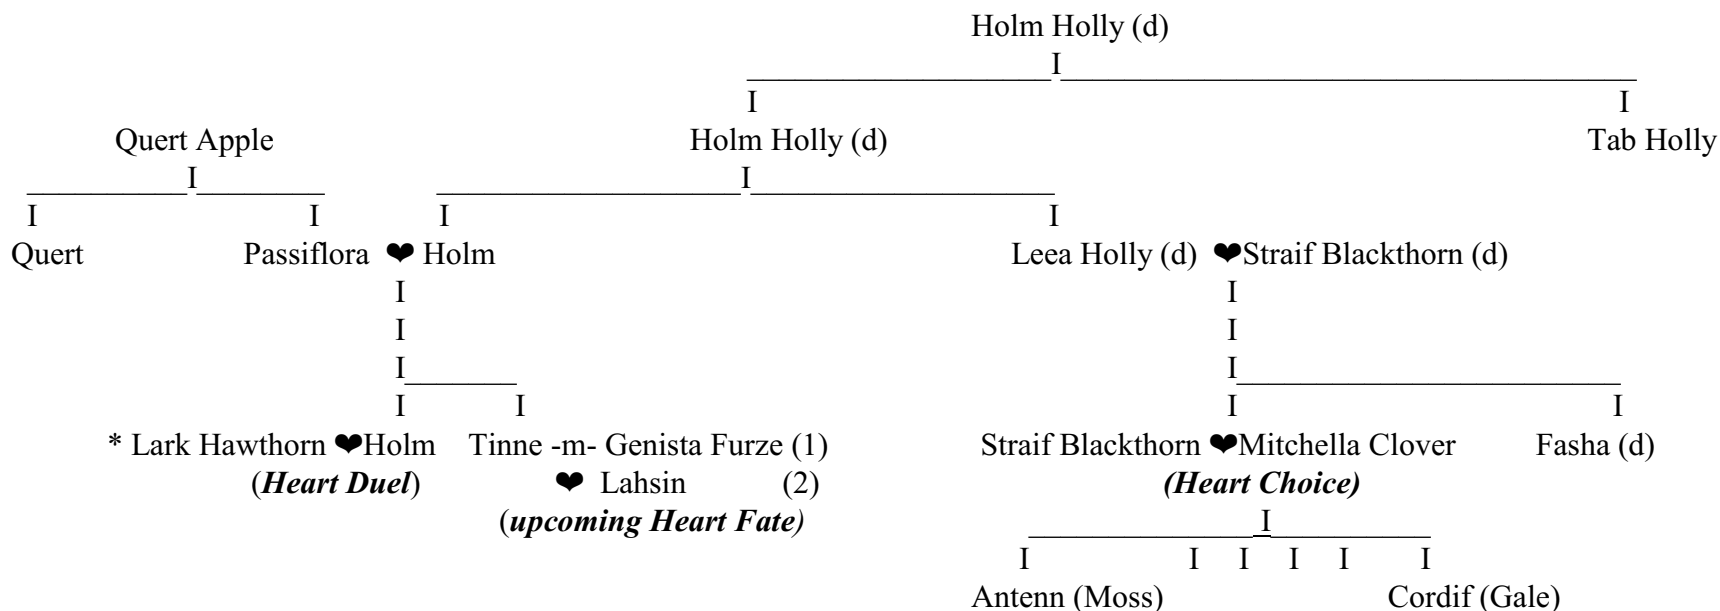 Holm Holly (d)
I
I I
Quert Apple Holm Holly (d) Tab Holly
I I
I I I I
Quert Passiflora ❤ Holm Leea Holly (d) ❤Straif Blackthorn (d)
I I
I I
I I
I I I I
* Lark Hawthorn ❤Holm Tinne -m- Genista Furze (1) Straif Blackthorn ❤Mitchella Clover Fasha (d)
(Heart Duel) ❤ Lahsin (2) (Heart Choice)
(upcoming Heart Fate) I
I I I I I I
Antenn (Moss) Cordif (Gale)